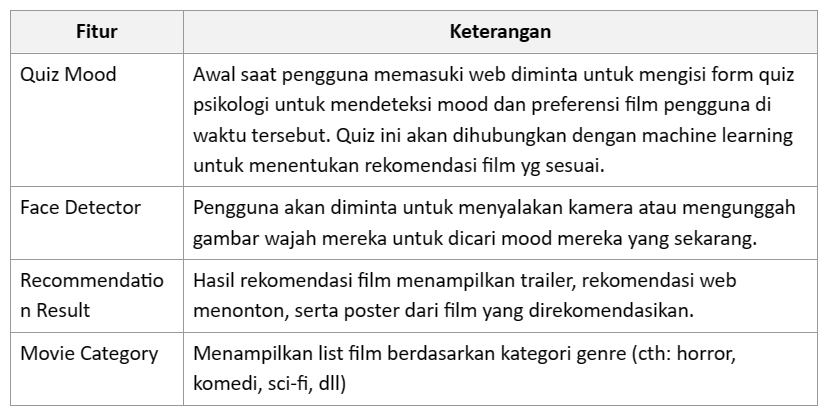 Fitur Keterangan
Quiz Mood Awal saat pengguna memasuki web diminta untuk mengisi form quiz
psikologi untuk mendeteksi mood dan preferensi film pengguna di
waktu tersebut. Quiz ini akan dihubungkan dengan machine learning
untuk menentukan rekomendasi film yg sesuai.
Face Detector Pengguna akan diminta untuk menyalakan kamera atau mengunggah
gambar wajah mereka untuk dicari mood mereka yang sekarang.
Recommendatio Hasil rekomendasi film menampilkan trailer, rekomendasi web
n Result menonton, serta poster dari film yang direkomendasikan.
Movie Category Menampilkan list film berdasarkan kategori genre (cth: horror,
komedi, sci-fi, dll)